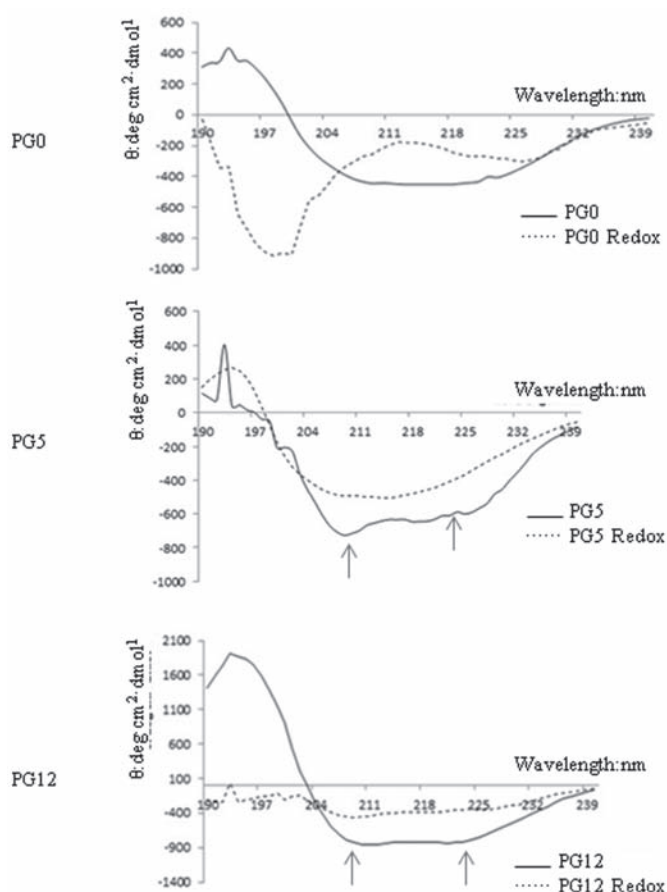 600
400
200
0
-200
-400
-600
-800
-1000
θ: deg·cm²·dmol¹
Wavelength:nm
190 197 204 211 218 225 232 239
PG0
PG0
PG0 Redox
600
400
200
0
-200
-400
-600
-800
-1000
θ: deg·cm²·dmol¹
Wavelength:nm
190 197 204 211 218 225 232 239
PG5
PG5
PG5 Redox
2100
1600
1100
600
100
-400
-900
-1400
θ: deg·cm²·dmol¹
Wavelength:nm
190 197 204 211 218 225 232 239
PG12
PG12
PG12 Redox